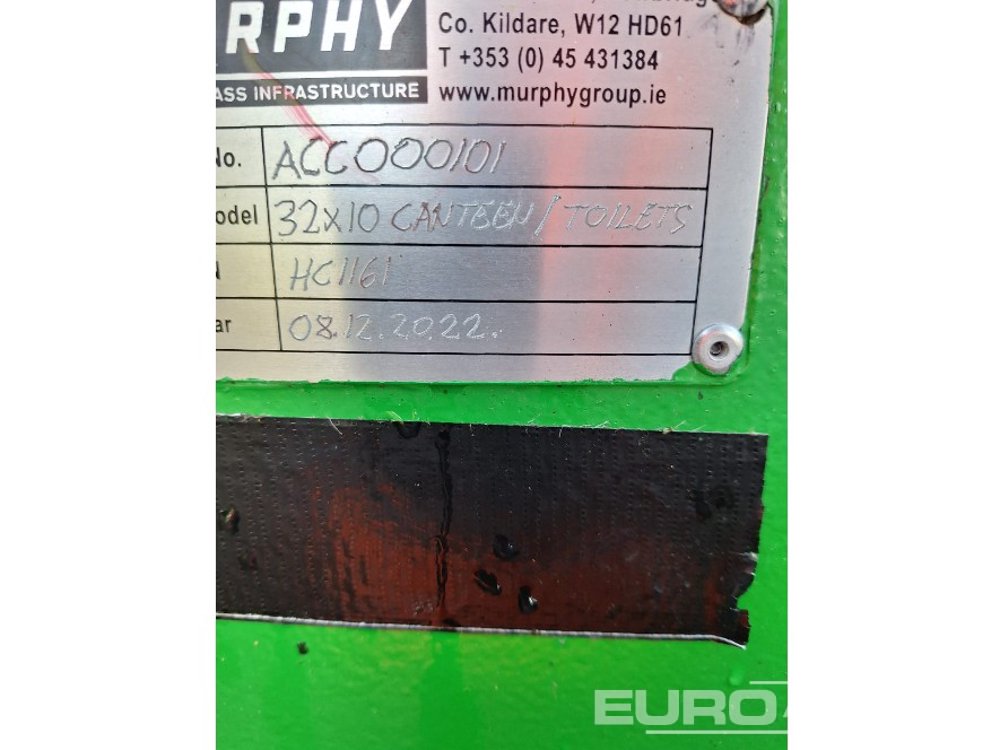 RPHY
ASS INFRASTRUCTURE
Co. Kildare, W12 HD61
T +353 (0) 45 431384
www.murphygroup.ie
No. ACC000101
odel 32x10 CANTEEN/TOILETS
N HC1161
ar 08.12.2022.
EURO